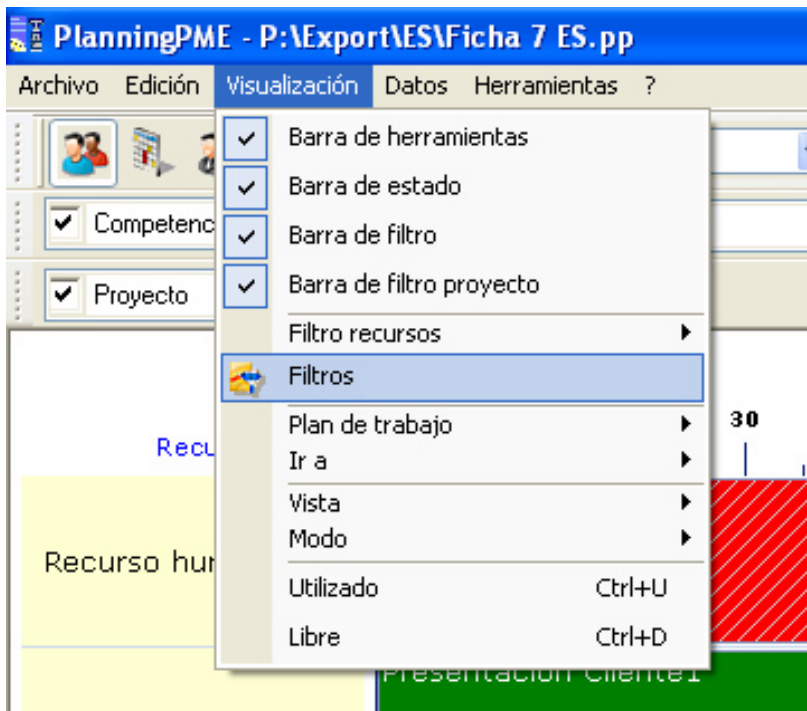 PlanningPME - P:\Export\ES\Ficha 7 ES.pp
Archivo Edición Visualización Datos Herramientas ?
Barra de herramientas
Barra de estado
Competenc
Barra de filtro
Proyecto
Barra de filtro proyecto
Filtro recursos
Filtros
Plan de trabajo
30
Recu
Ir a
Vista
Modo
Recurso hur
Utilizado Ctrl+U
Libre Ctrl+D
Presentación Cliente1